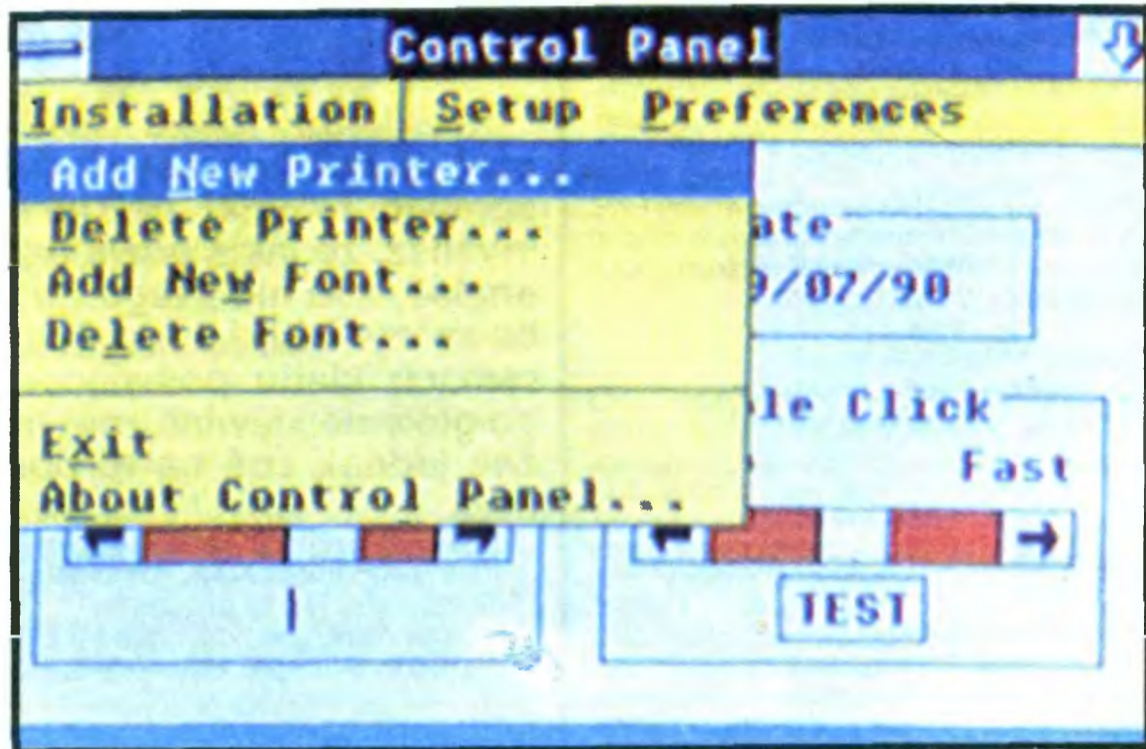 Control Panel
Installation Setup Preferences
Add New Printer...
Delete Printer...
Add New Font...
Delete Font...
Exit
About Control Panel...
ate
9/07/90
le Click
Fast
TEST